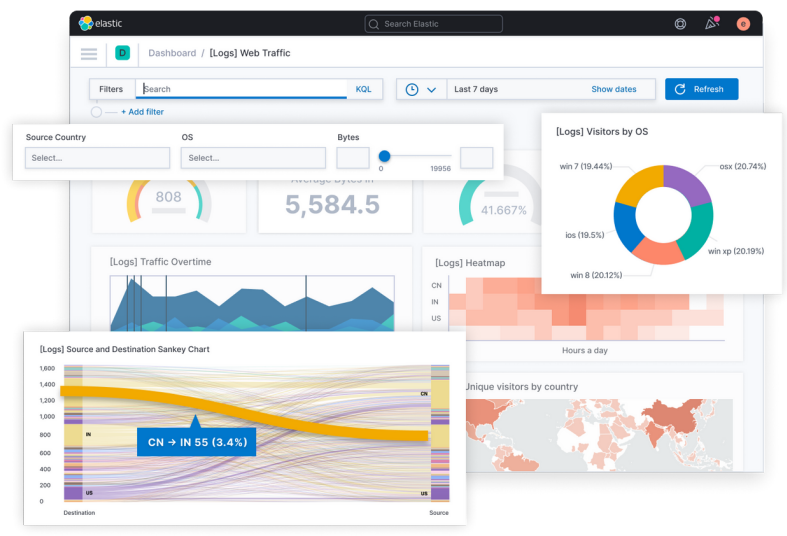 elastic
Search Elastic
e
D
Dashboard / [Logs] Web Traffic
Filters
Search
KQL
Last 7 days
Show dates
Refresh
+ Add filter
Source Country
OS
Bytes
Select...
Select...
0
19956
[Logs] Visitors by OS
win 7 (19.44%)
osx (20.74%)
ios (19.5%)
win xp (20.19%)
win 8 (20.12%)
808
Average Bytes in
5,584.5
41.667%
[Logs] Traffic Overtime
[Logs] Heatmap
CN
IN
US
Hours a day
[Logs] Source and Destination Sankey Chart
1,600
1,400
1,200
1,000
800
600
400
200
0
CN
IN
CN → IN 55 (3.4%)
US
US
Destination
Source
Unique visitors by country